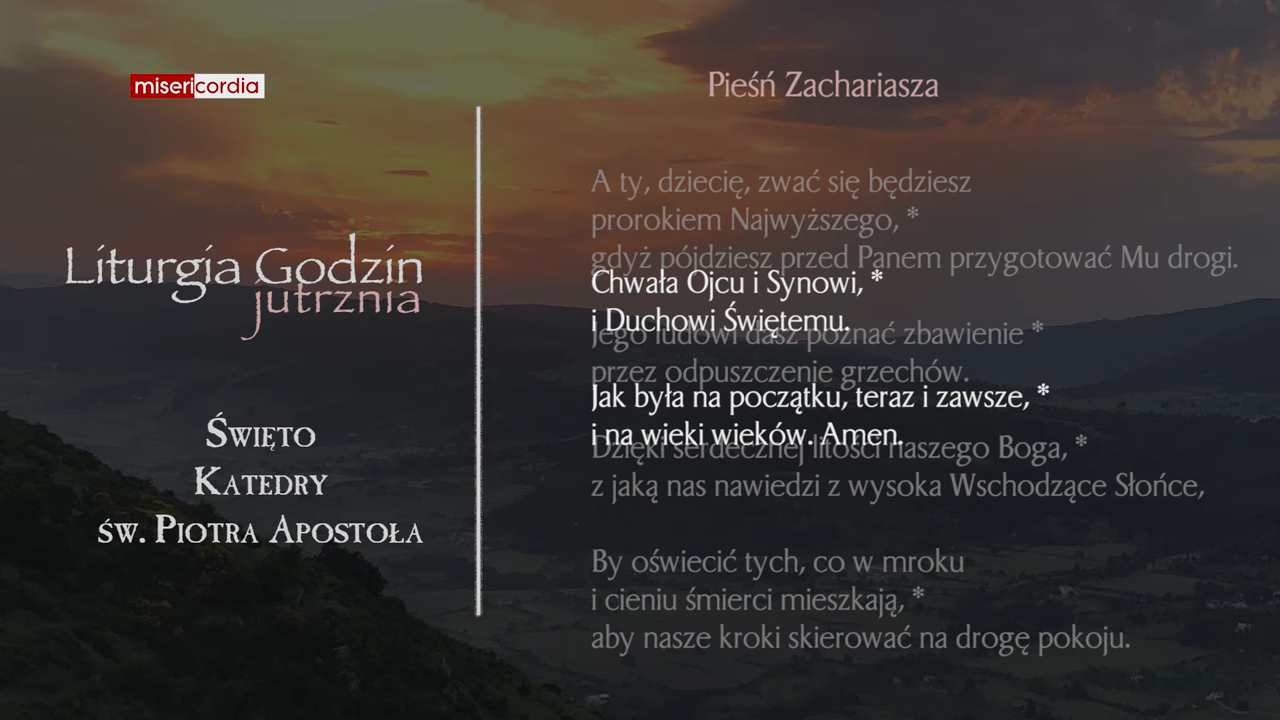 misericordia
Liturgia Godzin
jutrznia
Święto
Katedry
św. Piotra Apostoła
Pieśń Zachariasza
A ty, dziecię, zwać się będziesz
prorokiem Najwyższego, *
gdyż pójdziesz przed Panem przygotować Mu drogi.
Chwała Ojcu i Synowi, *
i Duchowi Świętemu.
Jego ludowi dasz poznać zbawienie *
przez odpuszczenie grzechów.
Jak była na początku, teraz i zawsze, *
i na wieki wieków. Amen.
Dzięki serdecznej litości naszego Boga, *
z jaką nas nawiedzi z wysoka Wschodzące Słońce,
By oświecić tych, co w mroku
i cieniu śmierci mieszkają, *
aby nasze kroki skierować na drogę pokoju.